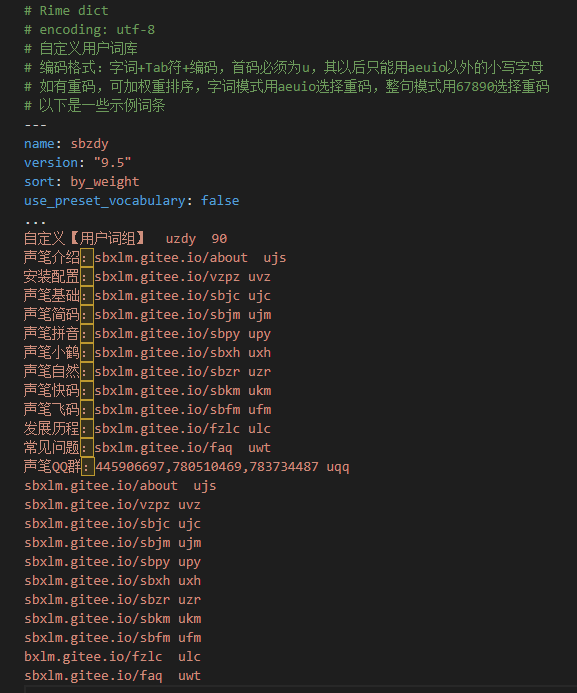 # Rime dict
# encoding: utf-8
# 自定义用户词库
# 编码格式：字词+Tab符+编码，首码必须为u，其以后只能用aeuio以外的小写字母
# 如有重码，可加权重排序，字词模式用aeuio选择重码，整句模式用67890选择重码
# 以下是一些示例词条
---
name: sbzdy
version: "9.5"
sort: by_weight
use_preset_vocabulary: false
...
自定义【用户词组】	uzdy	90
声笔介绍：sbxlm.gitee.io/about	ujs
安装配置：sbxlm.gitee.io/vzpz	uvz
声笔基础：sbxlm.gitee.io/sbjc	ujc
声笔简码：sbxlm.gitee.io/sbjm	ujm
声笔拼音：sbxlm.gitee.io/sbpy	upy
声笔小鹤：sbxlm.gitee.io/sbxh	uxh
声笔自然：sbxlm.gitee.io/sbzr	uzr
声笔快码：sbxlm.gitee.io/sbkm	ukm
声笔飞码：sbxlm.gitee.io/sbfm	ufm
发展历程：sbxlm.gitee.io/fzlc	ulc
常见问题：sbxlm.gitee.io/faq	uwt
声笔QQ群：445906697,780510469,783734487	uqq
sbxlm.gitee.io/about	ujs
sbxlm.gitee.io/vzpz	uvz
sbxlm.gitee.io/sbjc	ujc
sbxlm.gitee.io/sbjm	ujm
sbxlm.gitee.io/sbpy	upy
sbxlm.gitee.io/sbxh	uxh
sbxlm.gitee.io/sbzr	uzr
sbxlm.gitee.io/sbkm	ukm
sbxlm.gitee.io/sbfm	ufm
bxlm.gitee.io/fzlc	ulc
sbxlm.gitee.io/faq	uwt